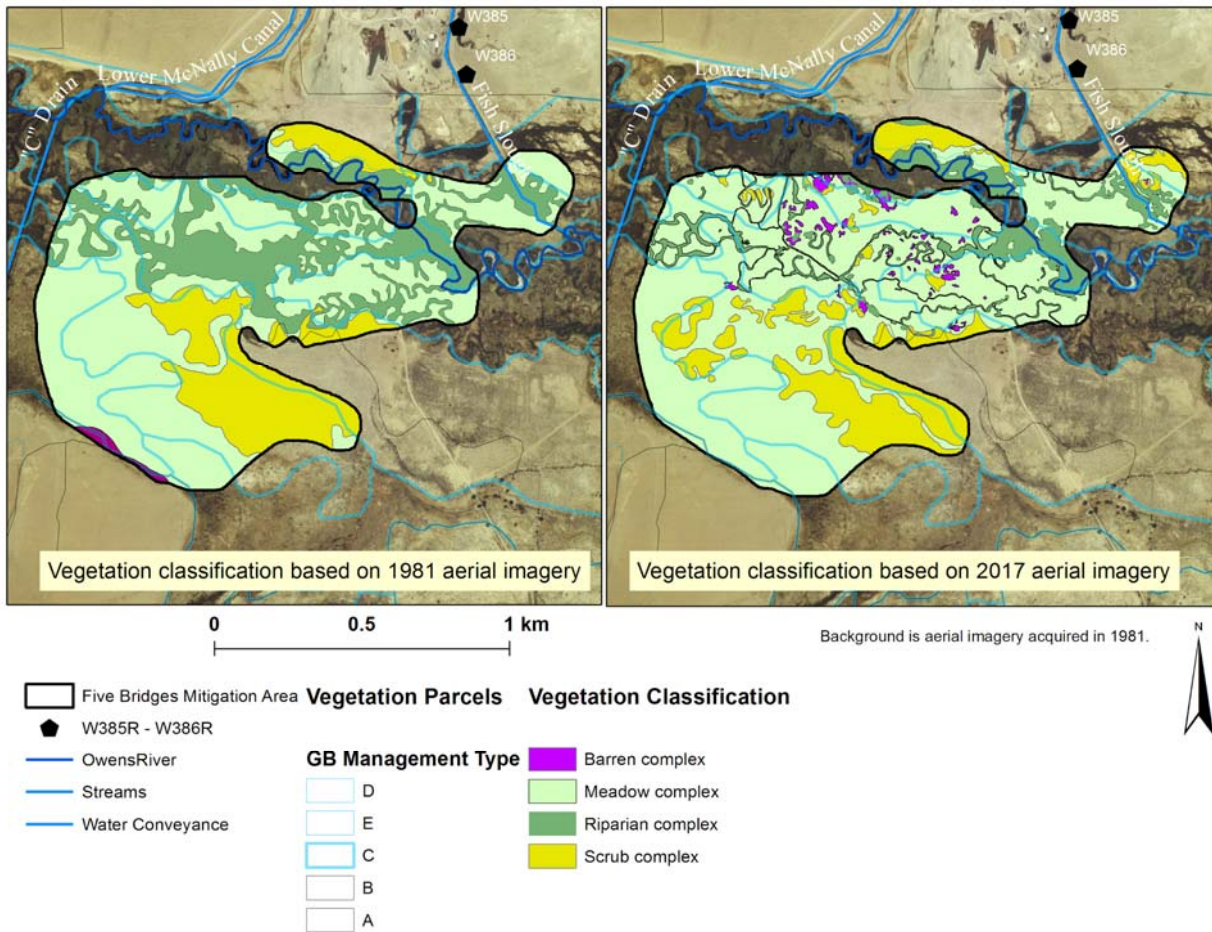 W385
W386
Lower McNally Canal
"C" Drain
Fish Slough
Vegetation classification based on 1981 aerial imagery
W385
W386
Lower McNally Canal
"C" Drain
Fish Slough
Vegetation classification based on 2017 aerial imagery
0 0.5 1 km
Background is aerial imagery acquired in 1981.
N
Five Bridges Mitigation Area
W385R - W386R
OwensRiver
Streams
Water Conveyance
Vegetation Parcels
GB Management Type
D
E
C
B
A
Vegetation Classification
Barren complex
Meadow complex
Riparian complex
Scrub complex